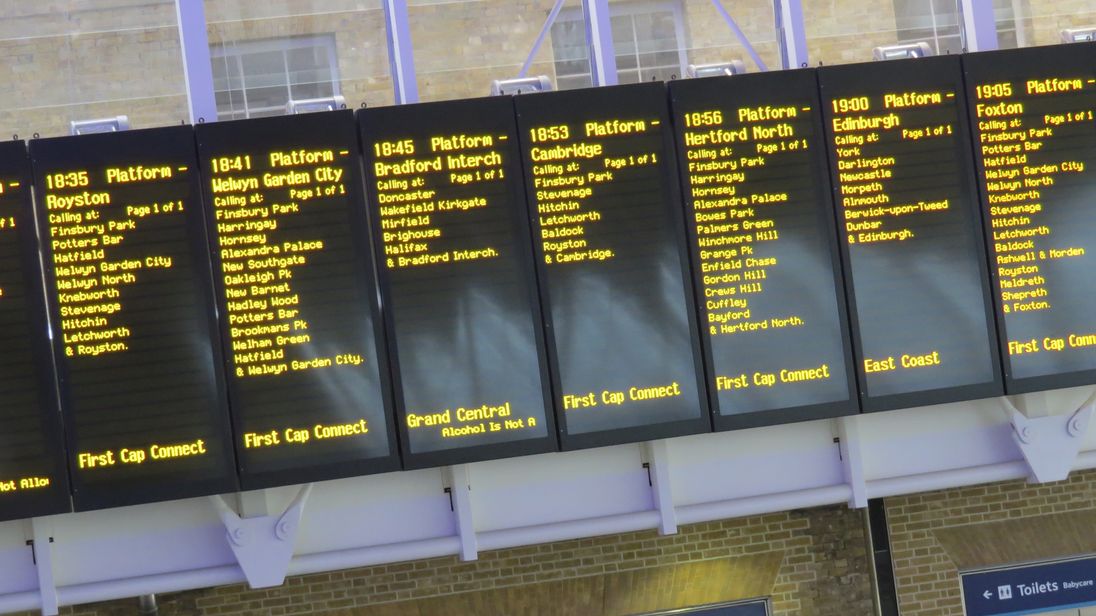 -
of 1
Not Allo
18:35 Platform -
Royston
Calling at: Page 1 of 1
Finsbury Park
Potters Bar
Hatfield
Welwyn Garden City
Welwyn North
Knebworth
Stevenage
Hitchin
Letchworth
& Royston.
First Cap Connect
18:41 Platform -
Welwyn Garden City
Calling at: Page 1 of 1
Finsbury Park
Harringay
Hornsey
Alexandra Palace
New Southgate
Oakleigh Pk
New Barnet
Hadley Wood
Potters Bar
Brookmans Pk
Welham Green
Hatfield
& Welwyn Garden City.
First Cap Connect
18:45 Platform -
Bradford Interch
Calling at: Page 1 of 1
Doncaster
Wakefield Kirkgate
Mirfield
Brighouse
Halifax
& Bradford Interch.
Grand Central
Alcohol Is Not A
18:53 Platform -
Cambridge
Calling at: Page 1 of 1
Finsbury Park
Stevenage
Hitchin
Letchworth
Baldock
Royston
& Cambridge.
First Cap Connect
18:56 Platform -
Hertford North
Calling at: Page 1 of 1
Finsbury Park
Harringay
Hornsey
Alexandra Palace
Bowes Park
Palmers Green
Winchmore Hill
Grange Pk
Enfield Chase
Gordon Hill
Crews Hill
Cuffley
Bayford
& Hertford North.
First Cap Connect
19:00 Platform -
Edinburgh
Calling at: Page 1 of 1
York
Darlington
Newcastle
Morpeth
Alnmouth
Berwick-upon-Tweed
Dunbar
& Edinburgh.
East Coast
19:05 Platform -
Foxton
Calling at: Page 1 of 1
Finsbury Park
Potters Bar
Hatfield
Welwyn Garden City
Welwyn North
Knebworth
Stevenage
Hitchin
Letchworth
Baldock
Ashwell & Morden
Royston
Meldreth
Shepreth
& Foxton.
First Cap Conn
← Toilets Babycare